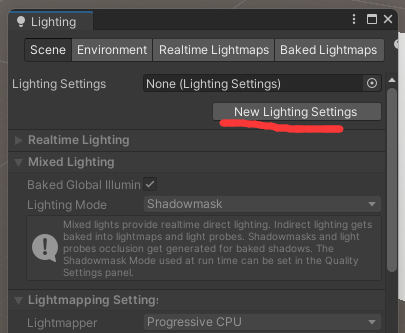 Lighting
Scene Environment Realtime Lightmaps Baked Lightmaps
Lighting Settings None (Lighting Settings)
New Lighting Settings
Realtime Lighting
Mixed Lighting
Baked Global Illumin
Lighting Mode Shadowmask
Mixed lights provide realtime direct lighting. Indirect lighting gets
baked into lightmaps and light probes. Shadowmasks and light
probes occlusion get generated for baked shadows. The
Shadowmask Mode used at run time can be set in the Quality
Settings panel.
Lightmapping Settings
Lightmapper Progressive CPU